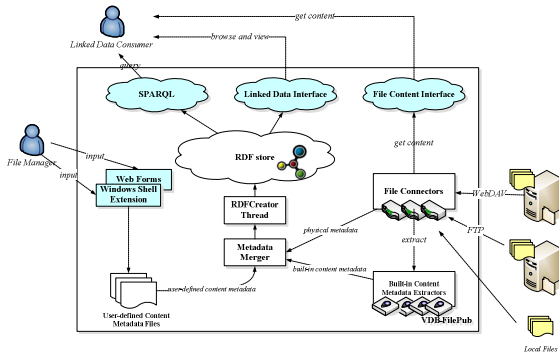 get content
Linked Data Consumer
browse and view
query
SPARQL
Linked Data Interface
File Content Interface
File Manager
input
input
Web Forms
Windows Shell
Extension
RDF store
get content
File Connectors
WebDAV
RDFCreator
Thread
physical metadata
extract
FTP
Metadata
Merger
built-in content metadata
user-defined content metadata
Built-in Content
Metadata Extractors
User-defined Content
Metadata Files
VDB-FilePub
Local Files